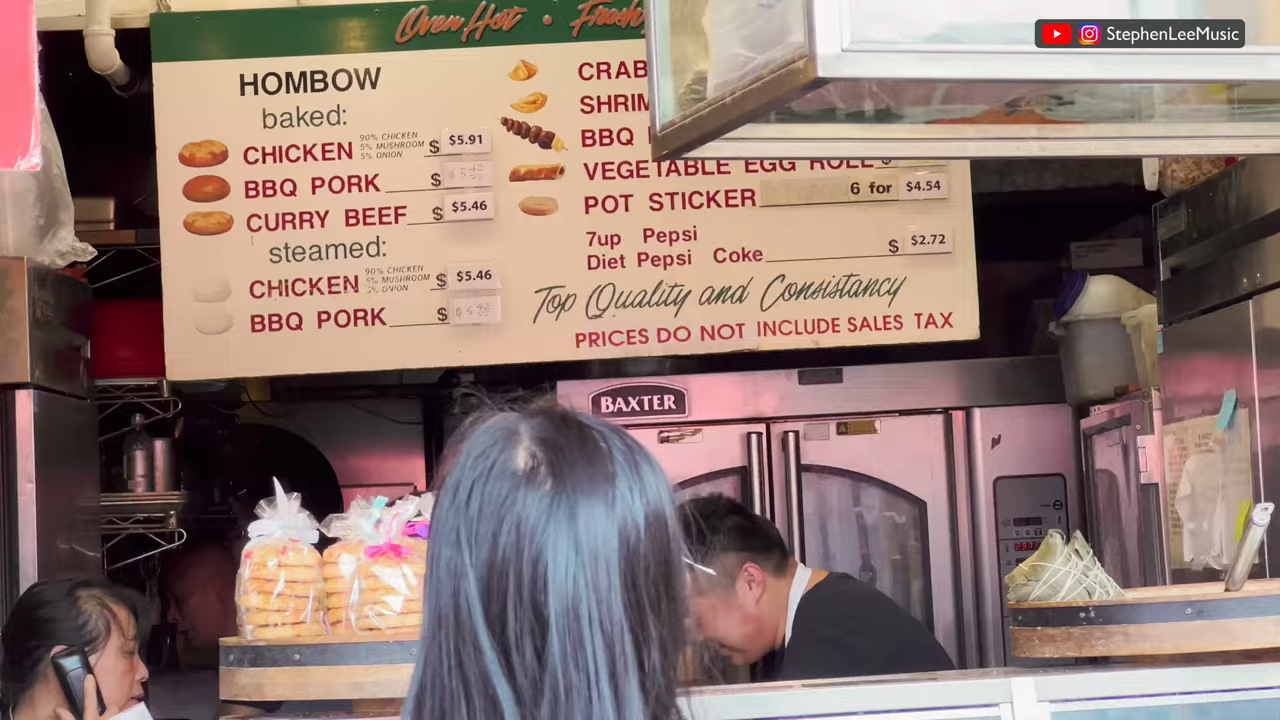 Oven Hot • Fresh
StephenLeeMusic
HOMBOW
baked:
CHICKEN 90% CHICKEN 5% MUSHROOM 5% ONION $ $5.91
BBQ PORK $
CURRY BEEF $ $5.46
steamed:
CHICKEN 90% CHICKEN 5% MUSHROOM 5% ONION $ $5.46
BBQ PORK $
CRAB
SHRIM
BBQ
VEGETABLE EGG ROLL $
POT STICKER 6 for $4.54
7up Pepsi
Diet Pepsi Coke $ $2.72
Top Quality and Consistancy
PRICES DO NOT INCLUDE SALES TAX
BAXTER